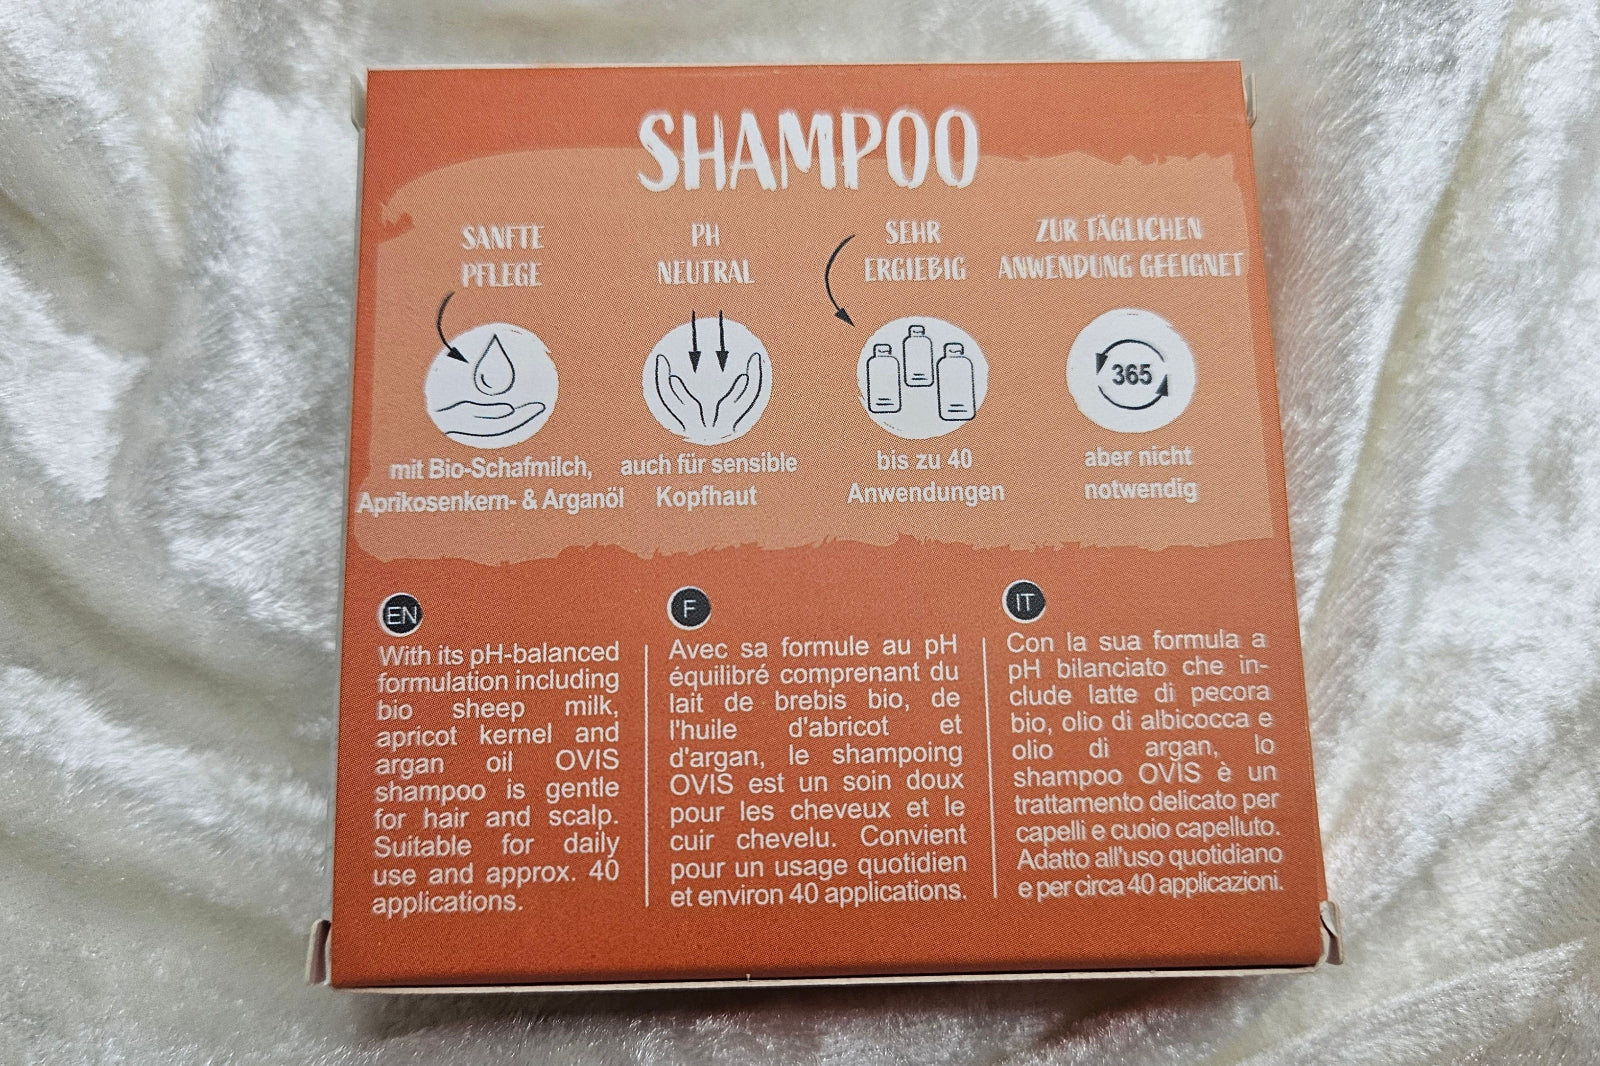 SHAMPOO
SANFTE
PFLEGE
mit Bio-Schafmilch,
Aprikosenkern- & Arganöl
PH
NEUTRAL
auch für sensible
Kopfhaut
SEHR
ERGIEBIG
bis zu 40
Anwendungen
ZUR TÄGLICHEN
ANWENDUNG GEEIGNET
365
aber nicht
notwendig
EN
With its pH-balanced
formulation including
bio sheep milk,
apricot kernel and
argan oil OVIS
shampoo is gentle
for hair and scalp.
Suitable for daily
use and approx. 40
applications.
F
Avec sa formule au pH
équilibré comprenant du
lait de brebis bio, de
l'huile d'abricot et
d'argan, le shampoing
OVIS est un soin doux
pour les cheveux et le
cuir chevelu. Convient
pour un usage quotidien
et environ 40 applications.
IT
Con la sua formula a
pH bilanciato che in-
clude latte di pecora
bio, olio di albicocca e
olio di argan, lo
shampoo OVIS è un
trattamento delicato per
capelli e cuoio capelluto.
Adatto all'uso quotidiano
e per circa 40 applicazioni.